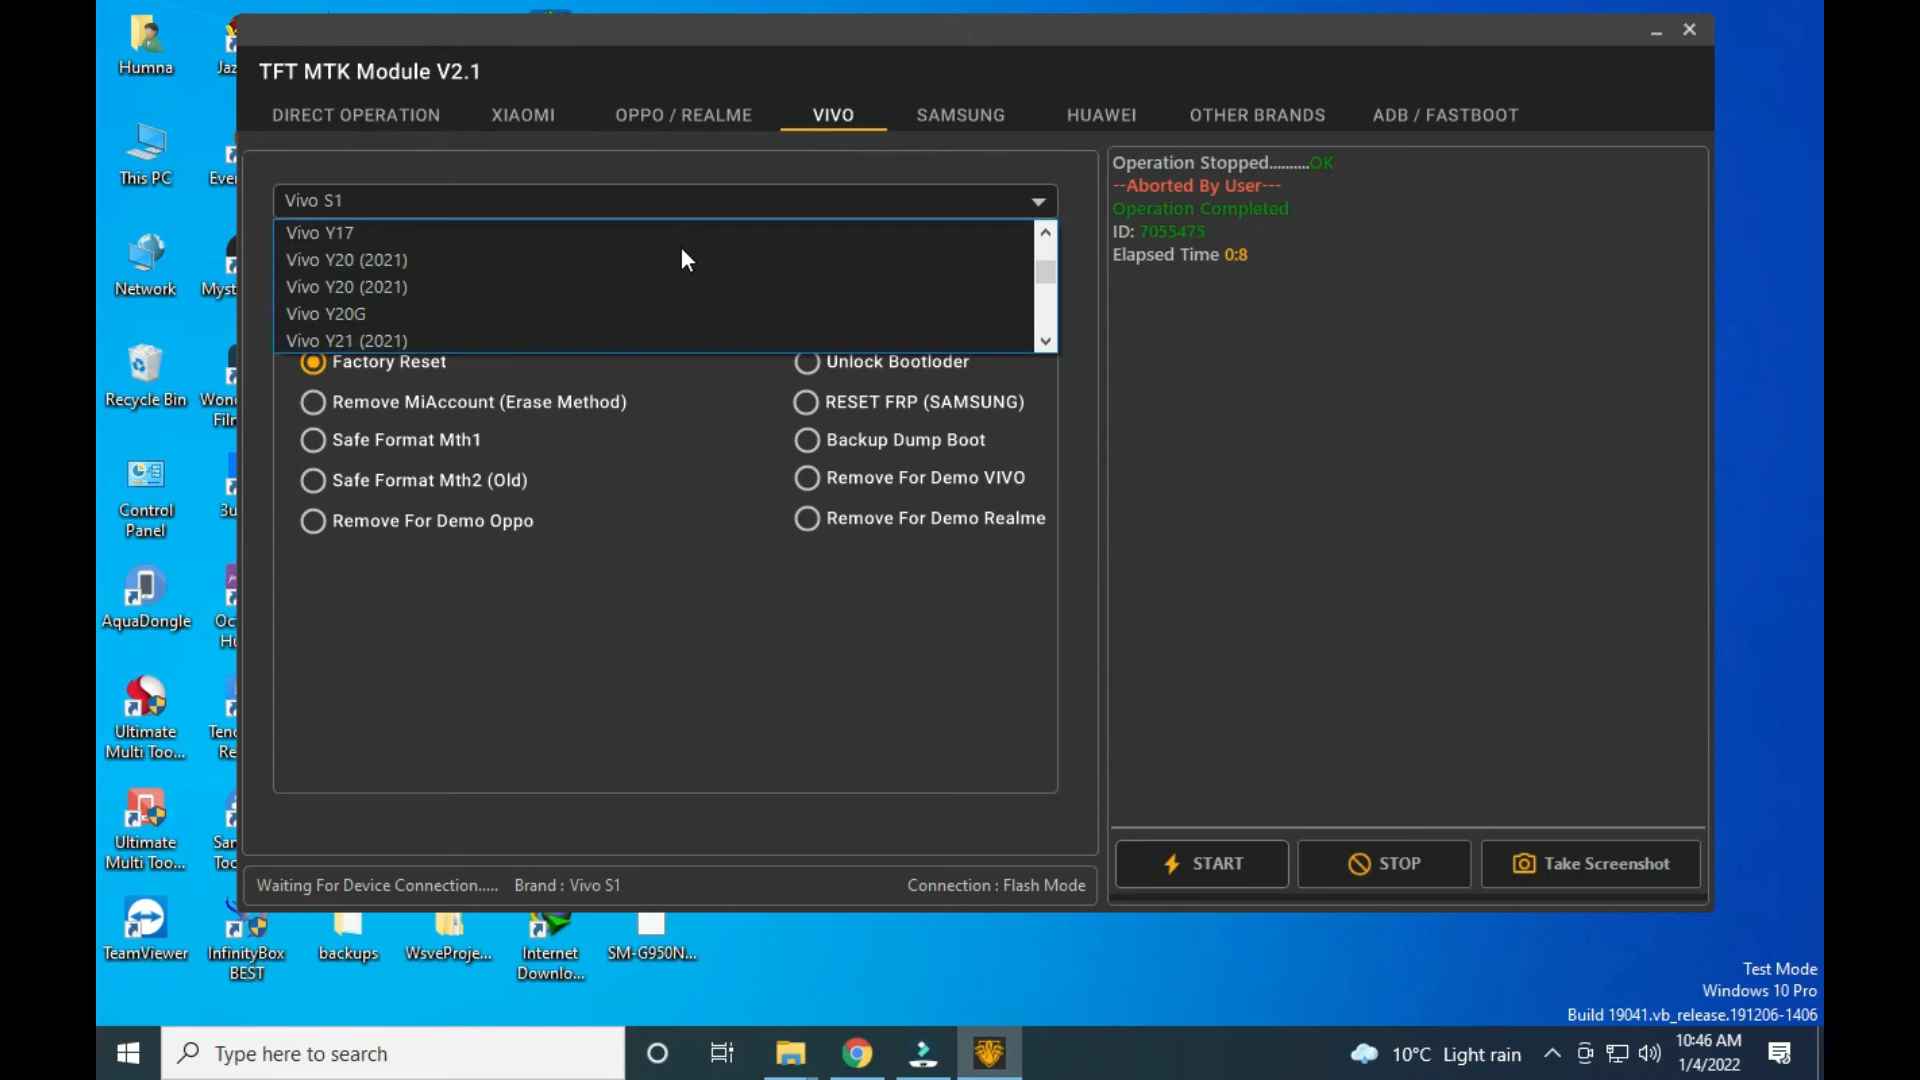 TFT MTK Module V2.1
DIRECT OPERATION XIAOMI OPPO / REALME VIVO SAMSUNG HUAWEI OTHER BRANDS ADB / FASTBOOT
Vivo S1
Vivo Y17
Vivo Y20 (2021)
Vivo Y20 (2021)
Vivo Y20G
Vivo Y21 (2021)
Factory Reset
Unlock Bootloder
Remove MiAccount (Erase Method)
RESET FRP (SAMSUNG)
Safe Format Mth1
Backup Dump Boot
Safe Format Mth2 (Old)
Remove For Demo VIVO
Remove For Demo Oppo
Remove For Demo Realme
Operation Stopped..........OK
--Aborted By User---
Operation Completed
ID: 7055475
Elapsed Time 0:8
START
STOP
Take Screenshot
Waiting For Device Connection..... Brand : Vivo S1 Connection : Flash Mode
Humna
This PC
Network
Recycle Bin
Control
Panel
AquaDongle
Ultimate
Multi Too...
Ultimate
Multi Too...
TeamViewer
InfinityBox
BEST
backups
WsveProje...
Internet
Downlo...
SM-G950N...
Test Mode
Windows 10 Pro
Build 19041.vb_release.191206-1406
Type here to search
10°C Light rain
10:46 AM
1/4/2022